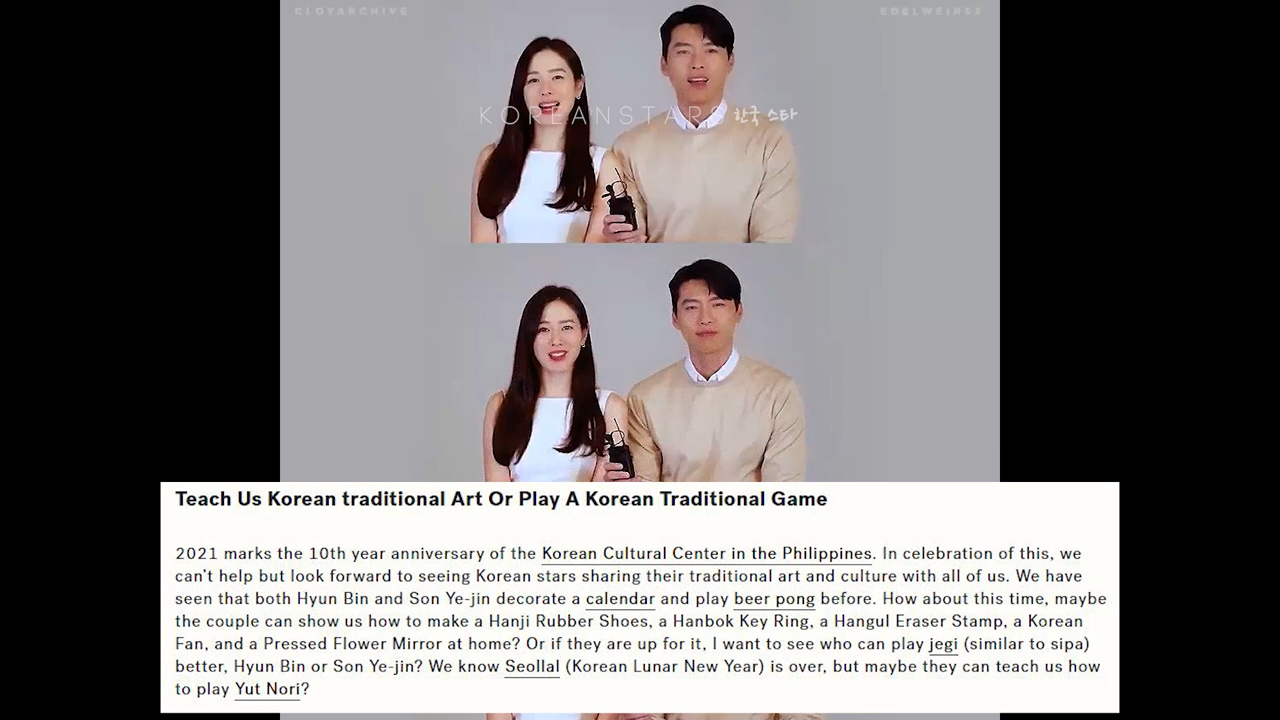 CLOYARCHIVE
EDELWEIRSS
KOREANSTARS 한국 스타
Teach Us Korean traditional Art Or Play A Korean Traditional Game
2021 marks the 10th year anniversary of the Korean Cultural Center in the Philippines. In celebration of this, we
can't help but look forward to seeing Korean stars sharing their traditional art and culture with all of us. We have
seen that both Hyun Bin and Son Ye-jin decorate a calendar and play beer pong before. How about this time, maybe
the couple can show us how to make a Hanji Rubber Shoes, a Hanbok Key Ring, a Hangul Eraser Stamp, a Korean
Fan, and a Pressed Flower Mirror at home? Or if they are up for it, I want to see who can play jegi (similar to sipa)
better, Hyun Bin or Son Ye-jin? We know Seollal (Korean Lunar New Year) is over, but maybe they can teach us how
to play Yut Nori?